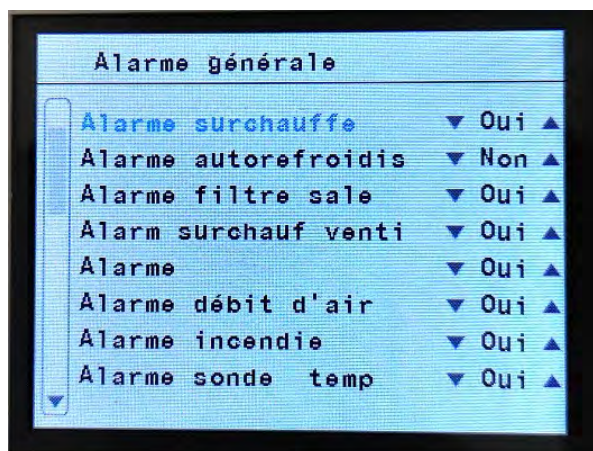 Alarme générale
Alarme surchauffe ▼ Oui ▲
Alarme autorefroidis ▼ Non ▲
Alarme filtre sale ▼ Oui ▲
Alarm surchauf venti ▼ Oui ▲
Alarme ▼ Oui ▲
Alarme débit d'air ▼ Oui ▲
Alarme incendie ▼ Oui ▲
Alarme sonde temp ▼ Oui ▲